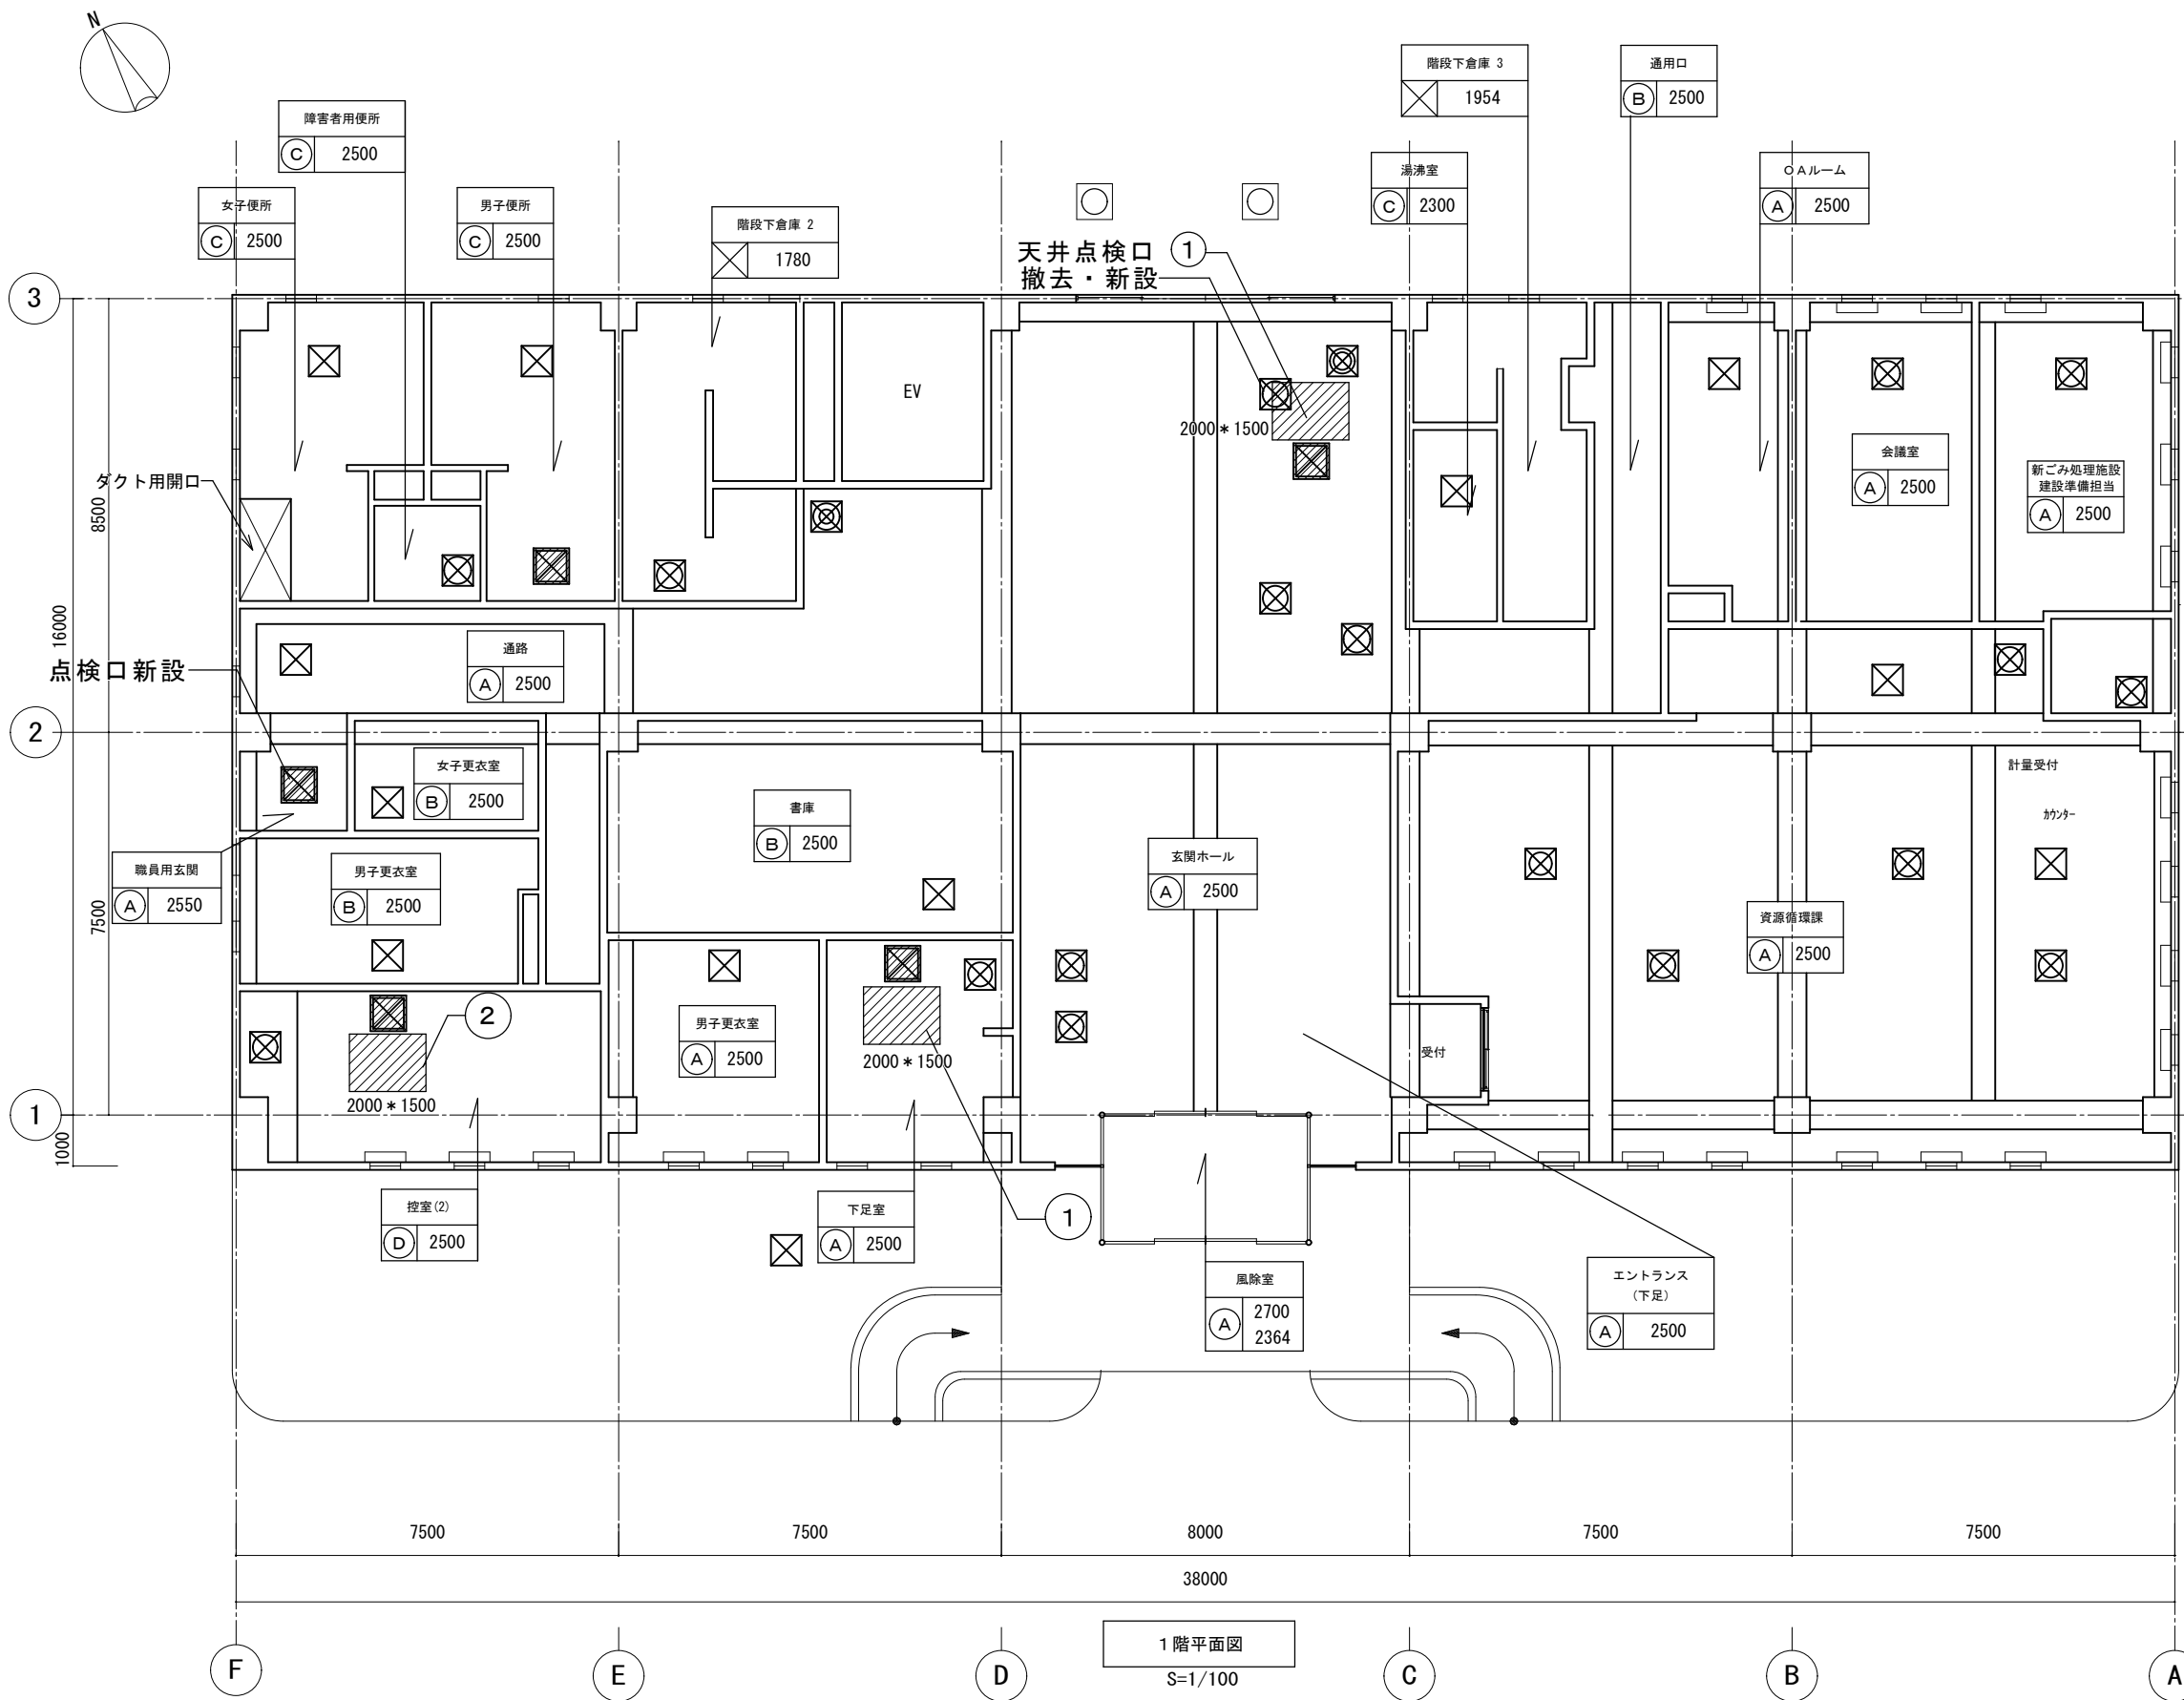 N
階段下倉庫 3
1954
通用口
B 2500
障害者用便所
C 2500
湯沸室
C 2300
OAルーム
A 2500
女子便所
C 2500
男子便所
C 2500
階段下倉庫 2
1780
天井点検口
撤去・新設
1
3
EV
2000*1500
会議室
A 2500
新ごみ処理施設
建設準備担当
A 2500
ダクト用開口
8500
16000
通路
A 2500
点検口新設
2
女子更衣室
B 2500
計量受付
カウンター
書庫
B 2500
職員用玄関
A 2550
男子更衣室
B 2500
玄関ホール
A 2500
7500
資源循環課
A 2500
2
男子更衣室
A 2500
2000*1500
受付
2000*1500
1
1000
控室(2)
D 2500
下足室
A 2500
1
風除室
A 2700
2364
エントランス
(下足)
A 2500
7500 7500 8000 7500 7500
38000
1階平面図
S=1/100
F E D C B A